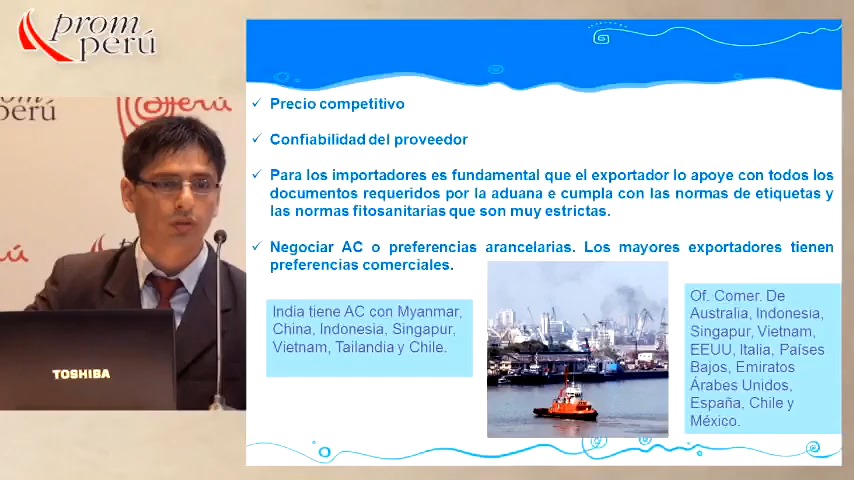 prom
perú
om
perú
Perú
ú
TOSHIBA
✓ Precio competitivo
✓ Confiabilidad del proveedor
✓ Para los importadores es fundamental que el exportador lo apoye con todos los
documentos requeridos por la aduana e cumpla con las normas de etiquetas y
las normas fitosanitarias que son muy estrictas.
✓ Negociar AC o preferencias arancelarias. Los mayores exportadores tienen
preferencias comerciales.
India tiene AC con Myanmar,
China, Indonesia, Singapur,
Vietnam, Tailandia y Chile.
Of. Comer. De
Australia, Indonesia,
Singapur, Vietnam,
EEUU, Italia, Países
Bajos, Emiratos
Árabes Unidos,
España, Chile y
México.